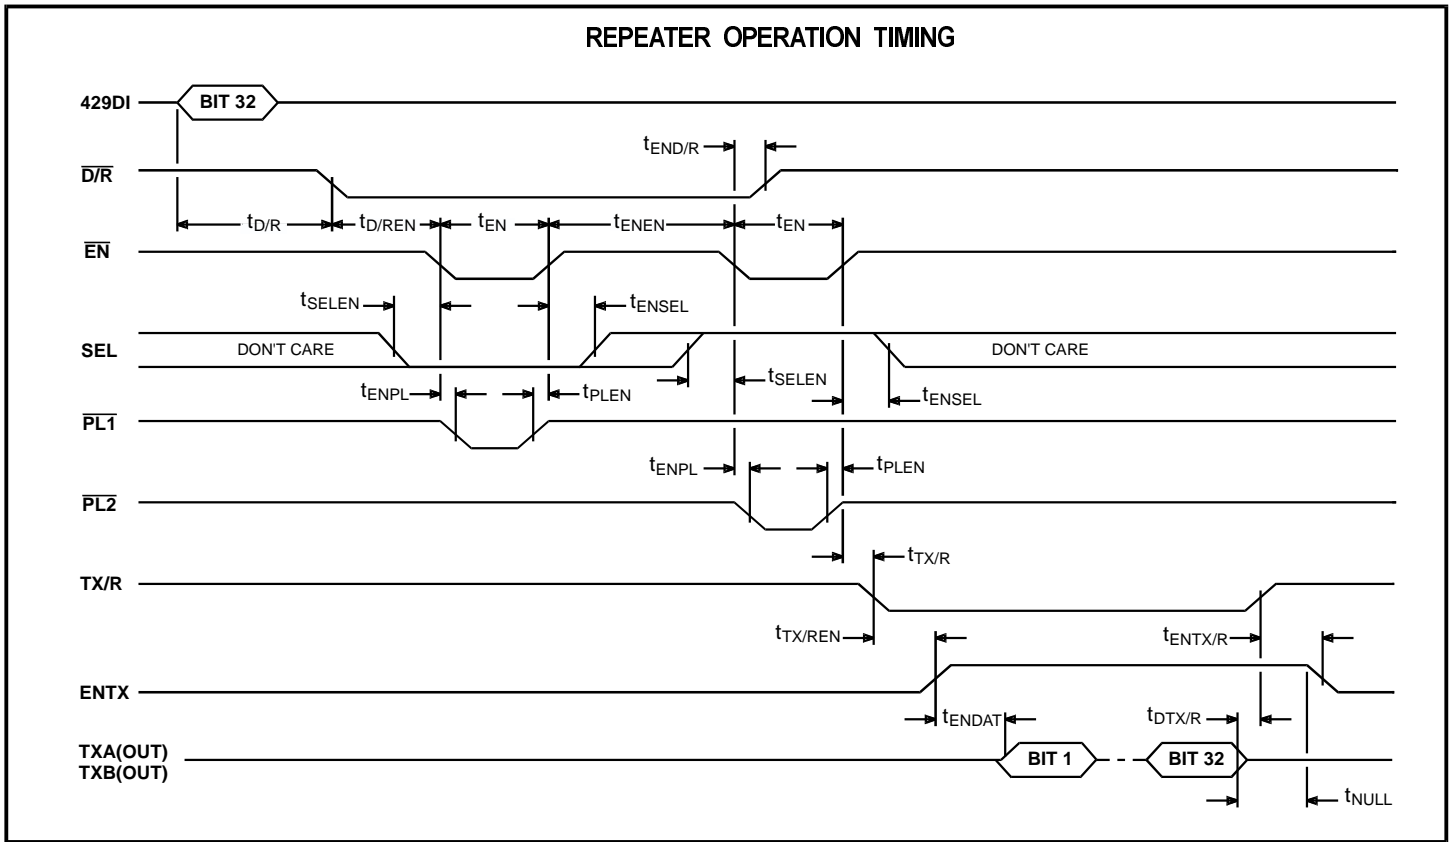 REPEATER OPERATION TIMING
429DI
BIT 32
tEND/R
D/R
tD/R
tD/REN
tEN
tENEN
tEN
EN
tSELEN
tENSEL
SEL
DON'T CARE
DON'T CARE
tSELEN
tENPL
tPLEN
tENSEL
PL1
tENPL
tPLEN
PL2
tTX/R
TX/R
tTX/REN
tENTX/R
ENTX
tENDAT
tDTX/R
TXA(OUT)
TXB(OUT)
BIT 1
BIT 32
tNULL